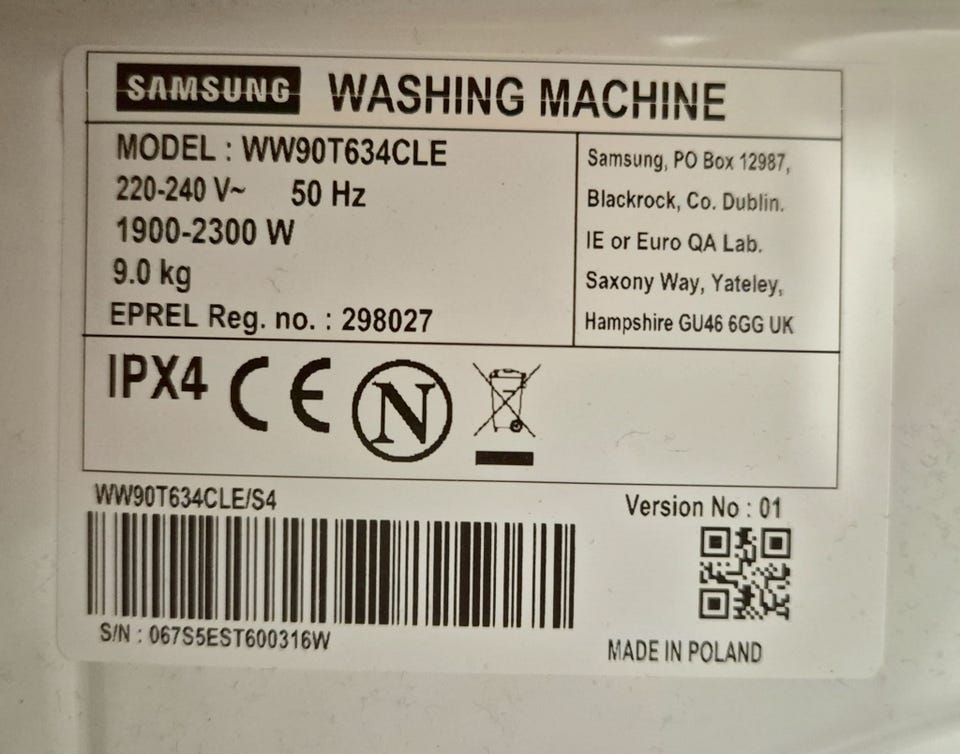 SAMSUNG WASHING MACHINE
MODEL : WW90T634CLE
220-240 V~ 50 Hz
1900-2300 W
9.0 kg
EPREL Reg. no. : 298027
Samsung, PO Box 12987,
Blackrock, Co. Dublin.
IE or Euro QA Lab.
Saxony Way, Yateley,
Hampshire GU46 6GG UK
IPX4 CE N
WW90T634CLE/S4
Version No : 01
S/N : 067S5EST600316W
MADE IN POLAND